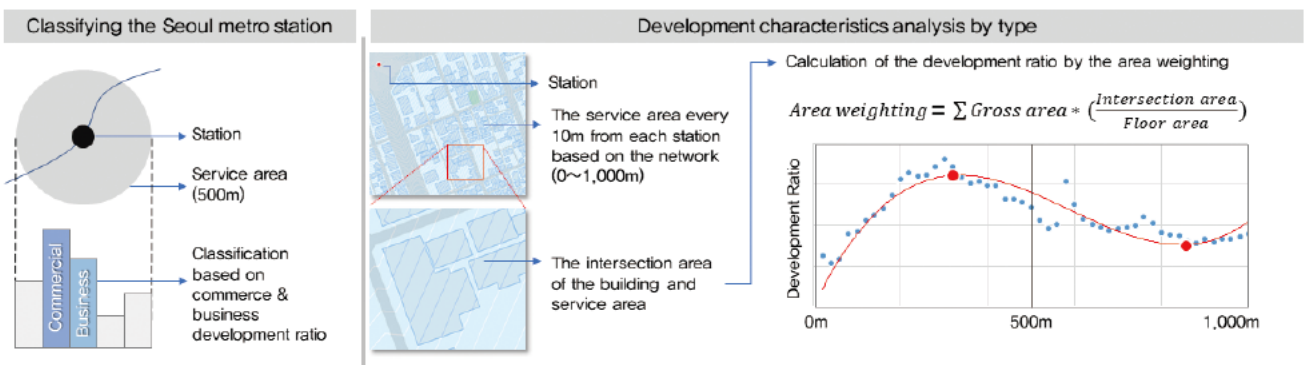 Classifying the Seoul metro station
Station
Service area
(500m)
Commercial
Business
Classification
based on
commerce &
business
development ratio
Development characteristics analysis by type
Station
The service area every
10m from each station
based on the network
(0～1,000m)
The intersection area
of the building and
service area
Calculation of the development ratio by the area weighting
Area weighting = ∑ Gross area * (Intersection area / Floor area)
Development Ratio
0m 500m 1,000m